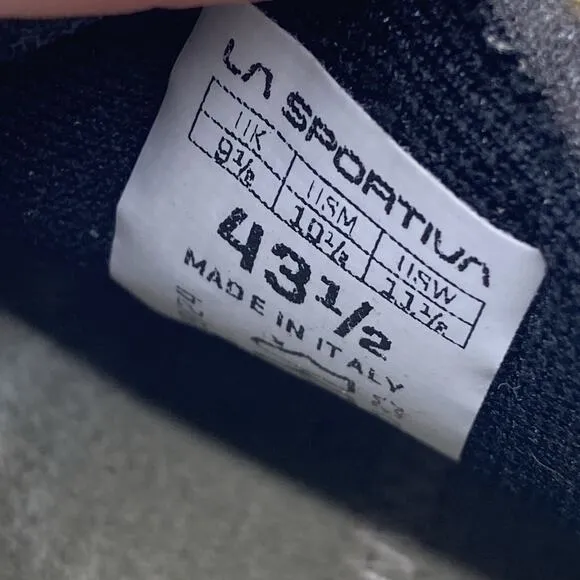 LA SPORTIVA
UK USM USW
9½ 10½ 11½
43½
MADE IN ITALY